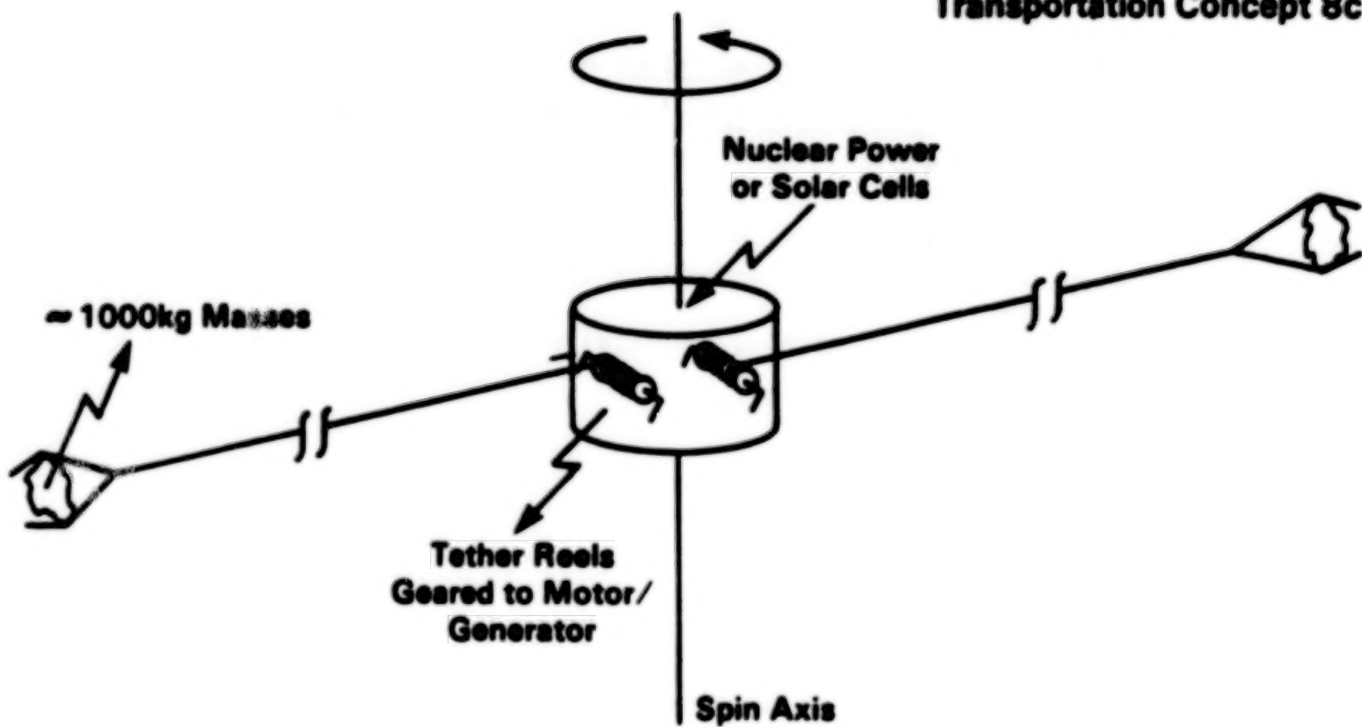 Transportation Concept 8c
Nuclear Power
or Solar Cells
≈ 1000kg Masses
Tether Reels
Geared to Motor/
Generator
Spin Axis